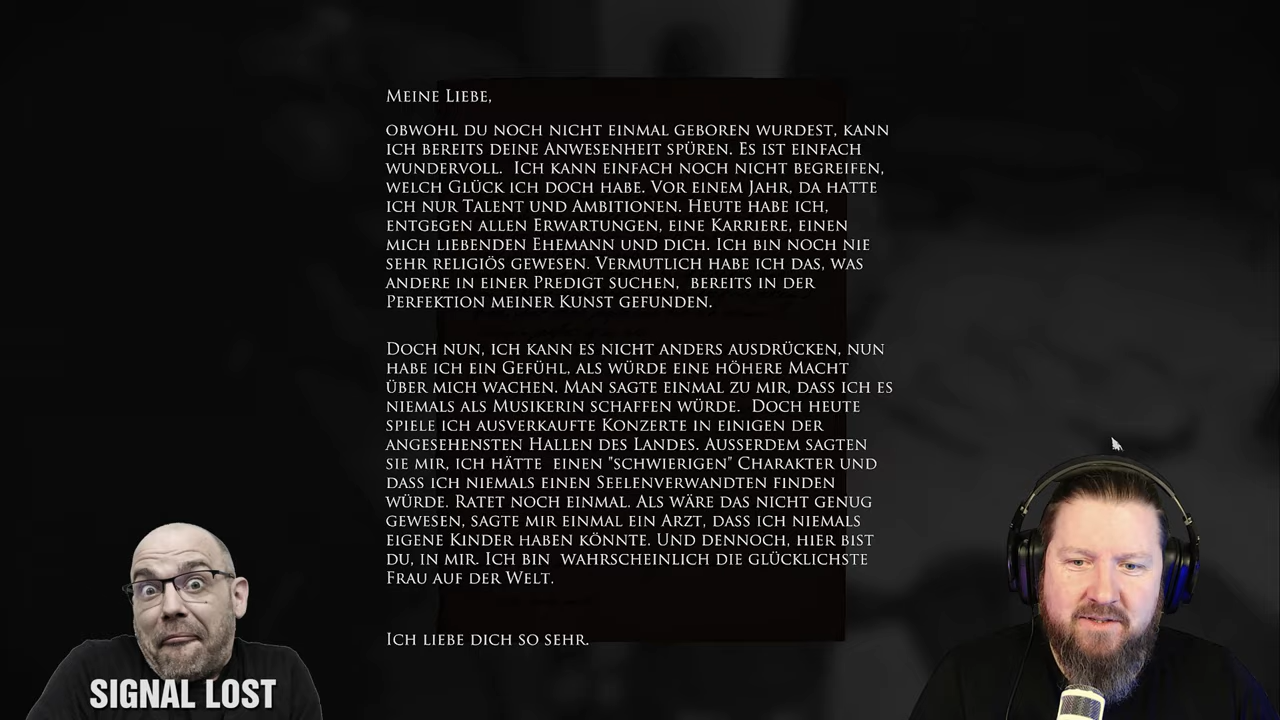 Meine Liebe,
obwohl du noch nicht einmal geboren wurdest, kann
ich bereits deine Anwesenheit spüren. Es ist einfach
wundervoll.  Ich kann einfach noch nicht begreifen,
welch Glück ich doch habe. Vor einem Jahr, da hatte
ich nur Talent und Ambitionen. Heute habe ich,
entgegen allen Erwartungen, eine Karriere, einen
mich liebenden Ehemann und dich. Ich bin noch nie
sehr religiös gewesen. Vermutlich habe ich das, was
andere in einer Predigt suchen,  bereits in der
Perfektion meiner Kunst gefunden.
Doch nun, ich kann es nicht anders ausdrücken, nun
habe ich ein Gefühl, als würde eine höhere Macht
über mich wachen. Man sagte einmal zu mir, dass ich es
niemals als Musikerin schaffen würde.  Doch heute
spiele ich ausverkaufte Konzerte in einigen der
angesehensten Hallen des Landes. Ausserdem sagten
sie mir, ich hätte  einen "schwierigen" Charakter und
dass ich niemals einen Seelenverwandten finden
würde. Ratet noch einmal. Als wäre das nicht genug
gewesen, sagte mir einmal ein Arzt, dass ich niemals
eigene Kinder haben könnte. Und dennoch, hier bist
du, in mir. Ich bin  wahrscheinlich die glücklichste
Frau auf der Welt.
Ich liebe dich so sehr.
SIGNAL LOST